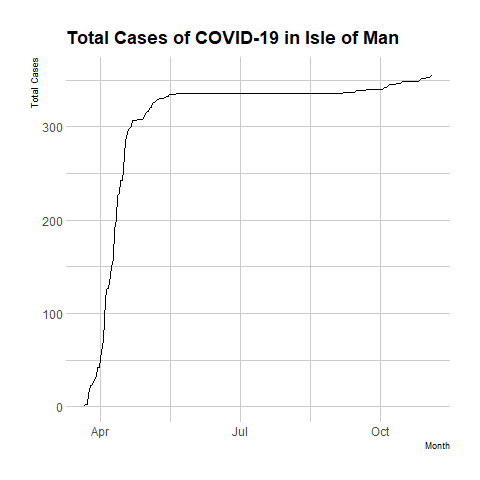 Total Cases of COVID-19 in Isle of Man
Total Cases
300
200
100
0
Apr Jul Oct
Month